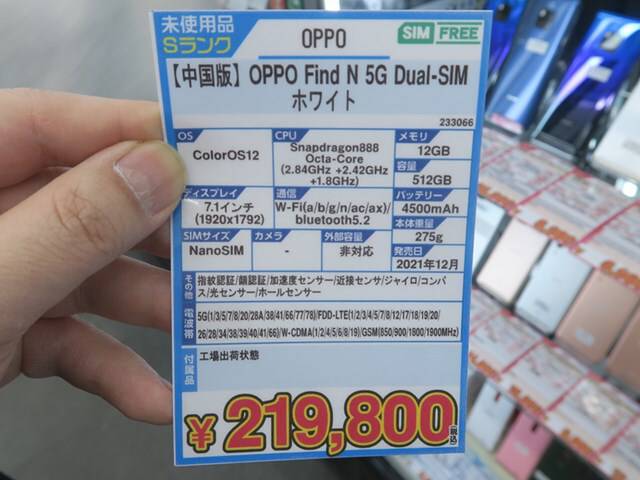 未使用品
Sランク
OPPO
SIM FREE
【中国版】OPPO Find N 5G Dual-SIM
ホワイト
233066
OS
ColorOS12
CPU
Snapdragon888
Octa-Core
(2.84GHz +2.42GHz
+1.8GHz)
メモリ
12GB
容量
512GB
ディスプレイ
7.1インチ
(1920x1792)
通信
Wi-Fi(a/b/g/n/ac/ax)/
bluetooth5.2
バッテリー
4500mAh
本体重量
275g
SIMサイズ
NanoSIM
カメラ
-
外部容量
非対応
発売日
2021年12月
その他
指紋認証/顔認証/加速度センサー/近接センサ/ジャイロ/コンパ
ス/光センサー/ホールセンサー
電波帯
5G(1/3/5/7/8/20/28A/38/41/66/77/78)/FDD-LTE(1/2/3/4/5/7/8/12/17/18/19/20/
26/28/34/38/39/40/41/66)/W-CDMA(1/2/4/5/6/8/19)/GSM(850/900/1800/1900MHz)
付属品
工場出荷状態
¥219,800(税込)